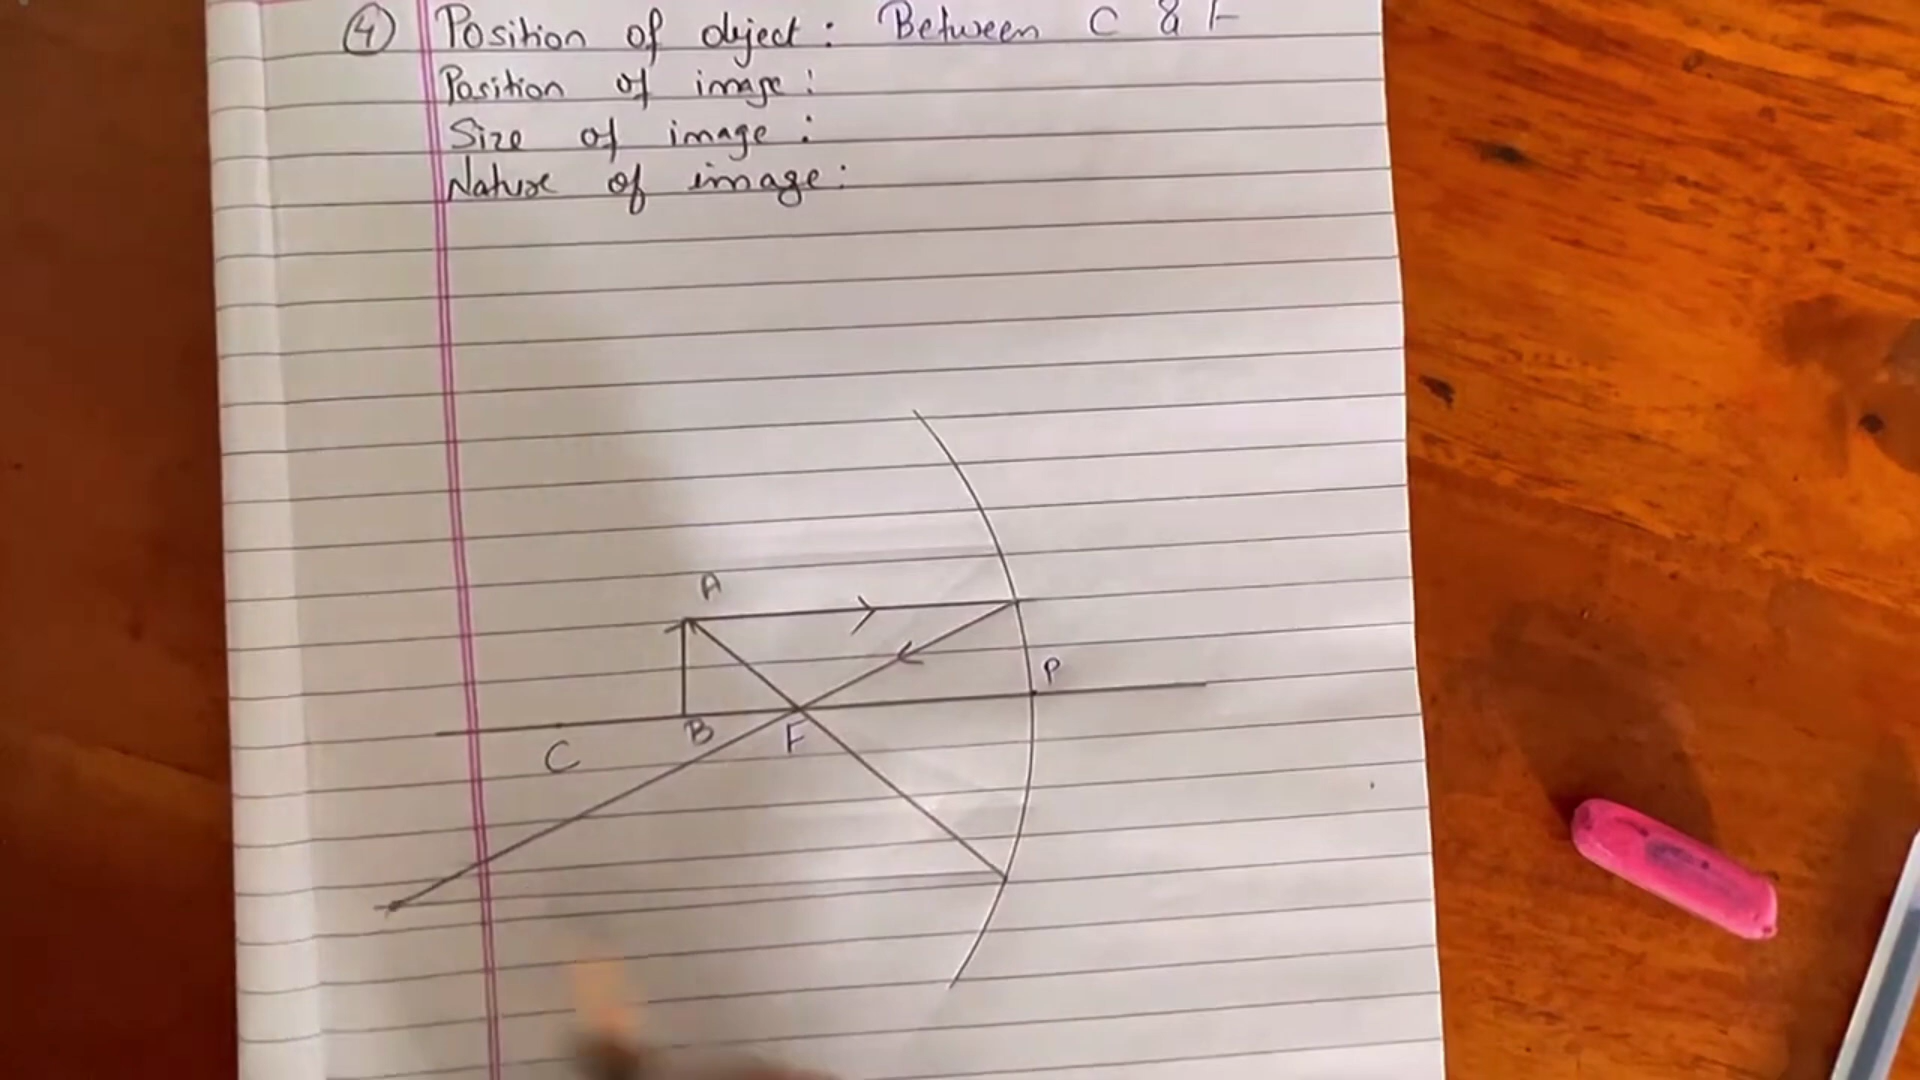 4 Position of object: Between C &
Position of image:
Size of image:
Nature of image:
A
P
B
F
C